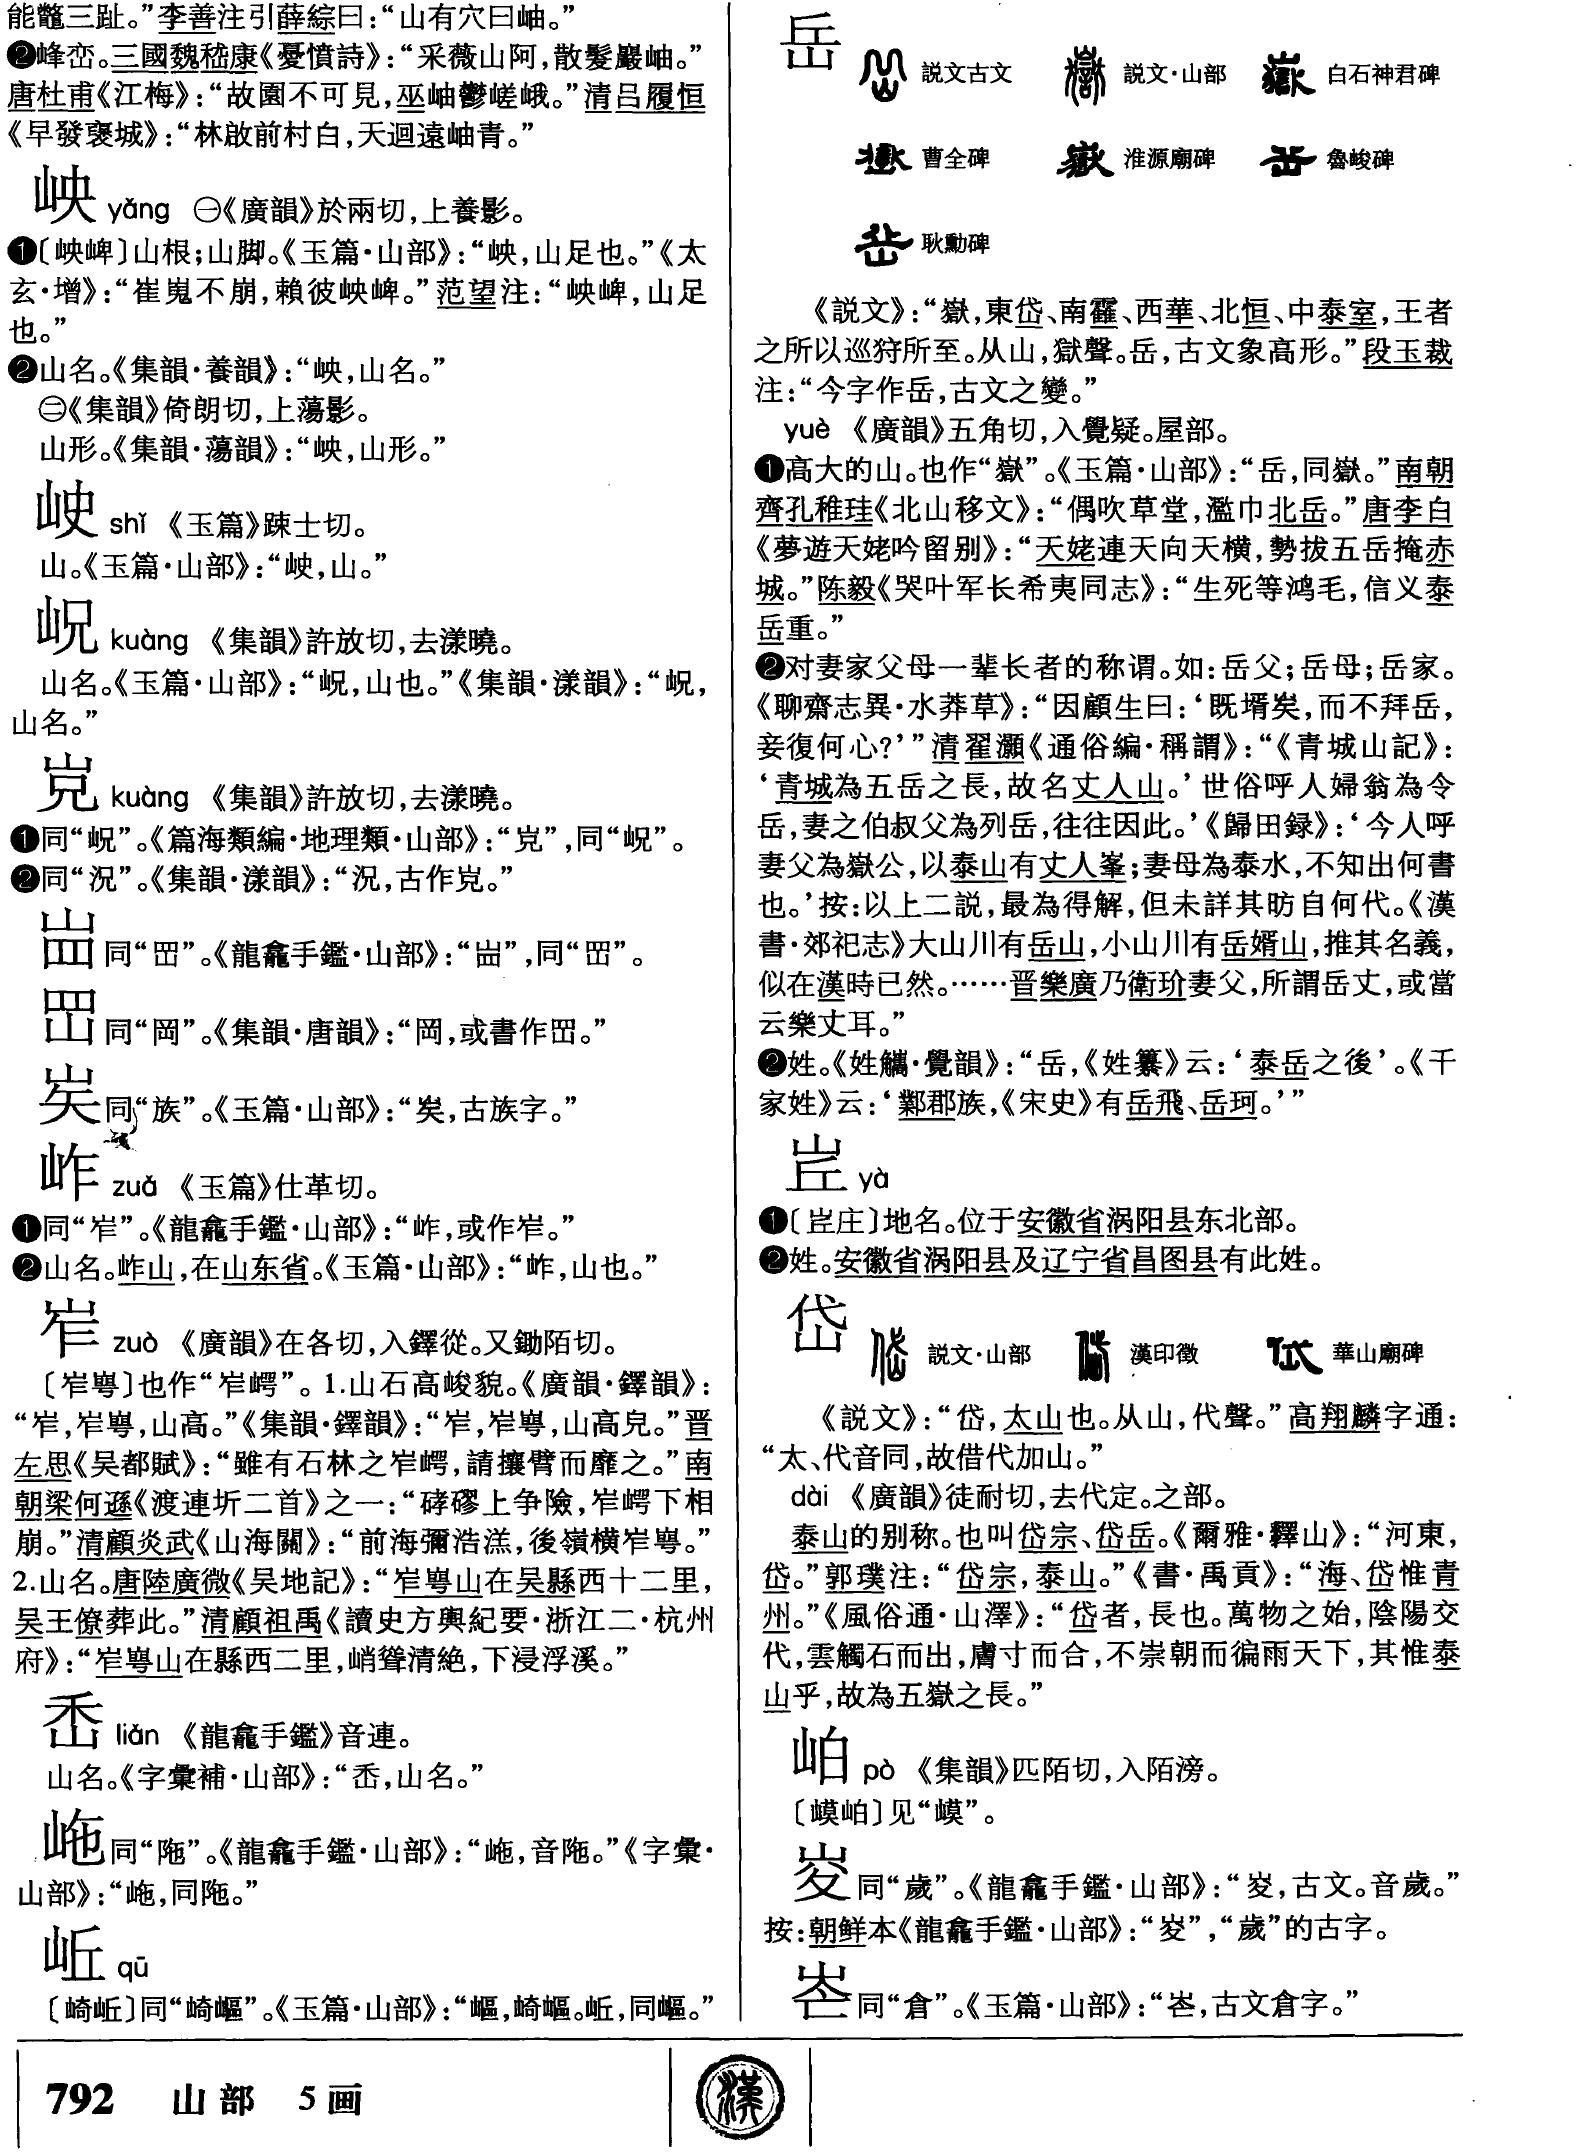 能鼈三趾。”李善注引薛綜曰：“山有穴曰岫。”
❷峰峦。三國魏嵇康《憂憤詩》：“采薇山阿，散髮巖岫。”
唐杜甫《江梅》：“故園不可見，巫岫鬱嵯峨。”清吕履恒
《早發褒城》：“林啟前村白，天迴遠岫青。”
岟 yǎng ㊀《廣韻》於兩切，上養影。
❶〔岟崥〕山根；山脚。《玉篇·山部》：“岟，山足也。”《太
玄·增》：“崔嵬不崩，賴彼岟崥。”范望注：“岟崥，山足
也。”
❷山名。《集韻·養韻》：“岟，山名。”
㊁《集韻》倚朗切，上蕩影。
山形。《集韻·蕩韻》：“岟，山形。”
㞾 shǐ 《玉篇》踈士切。
山。《玉篇·山部》：“㞾，山。”
岲 kuàng 《集韻》許放切，去漾曉。
山名。《玉篇·山部》：“岲，山也。”《集韻·漾韻》：“岲，
山名。”
岢 kuàng 《集韻》許放切，去漾曉。
❶同“岲”。《篇海類編·地理類·山部》：“”，同“岲”。
❷同“況”。《集韻·漾韻》：“況，古作。”
同“罒”。《龍龕手鑑·山部》：“”，同“”。
同“岡”。《集韻·唐韻》：“岡，或書作。”
同“族”。《玉篇·山部》：“，古族字。”
岞 zuǎ 《玉篇》仕革切。
❶同“岝”。《龍龕手鑑·山部》：“岞，或作岝。”
❷山名。岞山，在山东省。《玉篇·山部》：“岞，山也。”
岝 zuò 《廣韻》在各切，入鐸從。又鋤陌切。
〔岝㟧〕也作“岝崿”。1.山石高峻貌。《廣韻·鐸韻》：
“岝，岝㟧，山高。”《集韻·鐸韻》：“岝，岝㟧，山高皃。”晋
左思《吴都賦》：“雖有石林之岝崿，請攘臂而靡之。”南
朝梁何遜《渡連圻二首》之一：“硣磟上争險，岝崿下相
崩。”清顧炎武《山海關》：“前海彌浩溔，後嶺横岝㟧。”
2.山名。唐陸廣微《吴地記》：“岝㟧山在吴縣西十二里，
吴王僚葬此。”清顧祖禹《讀史方輿紀要·浙江二·杭州
府》：“岝㟧山在縣西二里，峭聳清絶，下浸浮溪。”
liǎn 《龍龕手鑑》音連。
山名。《字彙補·山部》：“，山名。”
同“陁”。《龍龕手鑑·山部》：“，音陁。”《字彙·
山部》：“，同陁。”
岴 qū
〔崎岴〕同“崎嶇”。《玉篇·山部》：“嶇，崎嶇。岴，同嶇。”
岳
説文古文 説文·山部 白石神君碑
曹全碑 淮源廟碑 魯峻碑
耿勳碑
《説文》：“嶽，東岱、南靃、西華、北恒、中泰室，王者
之所以巡狩所至。从山，獄聲。岳，古文象高形。”段玉裁
注：“今字作岳，古文之變。”
yuè 《廣韻》五角切，入覺疑。屋部。
❶高大的山。也作“嶽”。《玉篇·山部》：“岳，同嶽。”南朝
齊孔稚珪《北山移文》：“偶吹草堂，濫巾北岳。”唐李白
《夢遊天姥吟留别》：“天姥連天向天横，勢拔五岳掩赤
城。”陈毅《哭叶军长希夷同志》：“生死等鸿毛，信义泰
岳重。”
❷对妻家父母一辈长者的称谓。如：岳父；岳母；岳家。
《聊齋志異·水莽草》：“因顧生曰：‘既壻矣，而不拜岳，
妾復何心？’”清翟灝《通俗編·稱謂》：“《青城山記》：
‘青城為五岳之長，故名丈人山。’世俗呼人婦翁為令
岳，妻之伯叔父為列岳，往往因此。’《歸田録》：‘今人呼
妻父為嶽公，以泰山有丈人峯；妻母為泰水，不知出何書
也。’按：以上二説，最為得解，但未詳其昉自何代。《漢
書·郊祀志》大山川有岳山，小山川有岳婿山，推其名義，
似在漢時已然。……晋樂廣乃衛玠妻父，所謂岳丈，或當
云樂丈耳。”
❷姓。《姓觿·覺韻》：“岳，《姓纂》云：‘泰岳之後’。《千
家姓》云：‘鄴郡族，《宋史》有岳飛、岳珂。’”
岦 yà
❶〔庄〕地名。位于安徽省涡阳县东北部。
❷姓。安徽省涡阳县及辽宁省昌图县有此姓。
岱
説文·山部 漢印徵 華山廟碑
《説文》：“岱，太山也。从山，代聲。”高翔麟字通：
“太、代音同，故借代加山。”
dài 《廣韻》徒耐切，去代定。之部。
泰山的别称。也叫岱宗、岱岳。《爾雅·釋山》：“河東，
岱。”郭璞注：“岱宗，泰山。”《書·禹貢》：“海、岱惟青
州。”《風俗通·山澤》：“岱者，長也。萬物之始，陰陽交
代，雲觸石而出，膚寸而合，不崇朝而徧雨天下，其惟泰
山乎，故為五嶽之長。”
岶 pò 《集韻》匹陌切，入陌滂。
〔嗼岶〕见“嗼”。
同“歲”。《龍龕手鑑·山部》：“，古文。音歲。”
按：朝鲜本《龍龕手鑑·山部》：“”，“歲”的古字。
同“倉”。《玉篇·山部》：“，古文倉字。”
792 山部 5画
漢